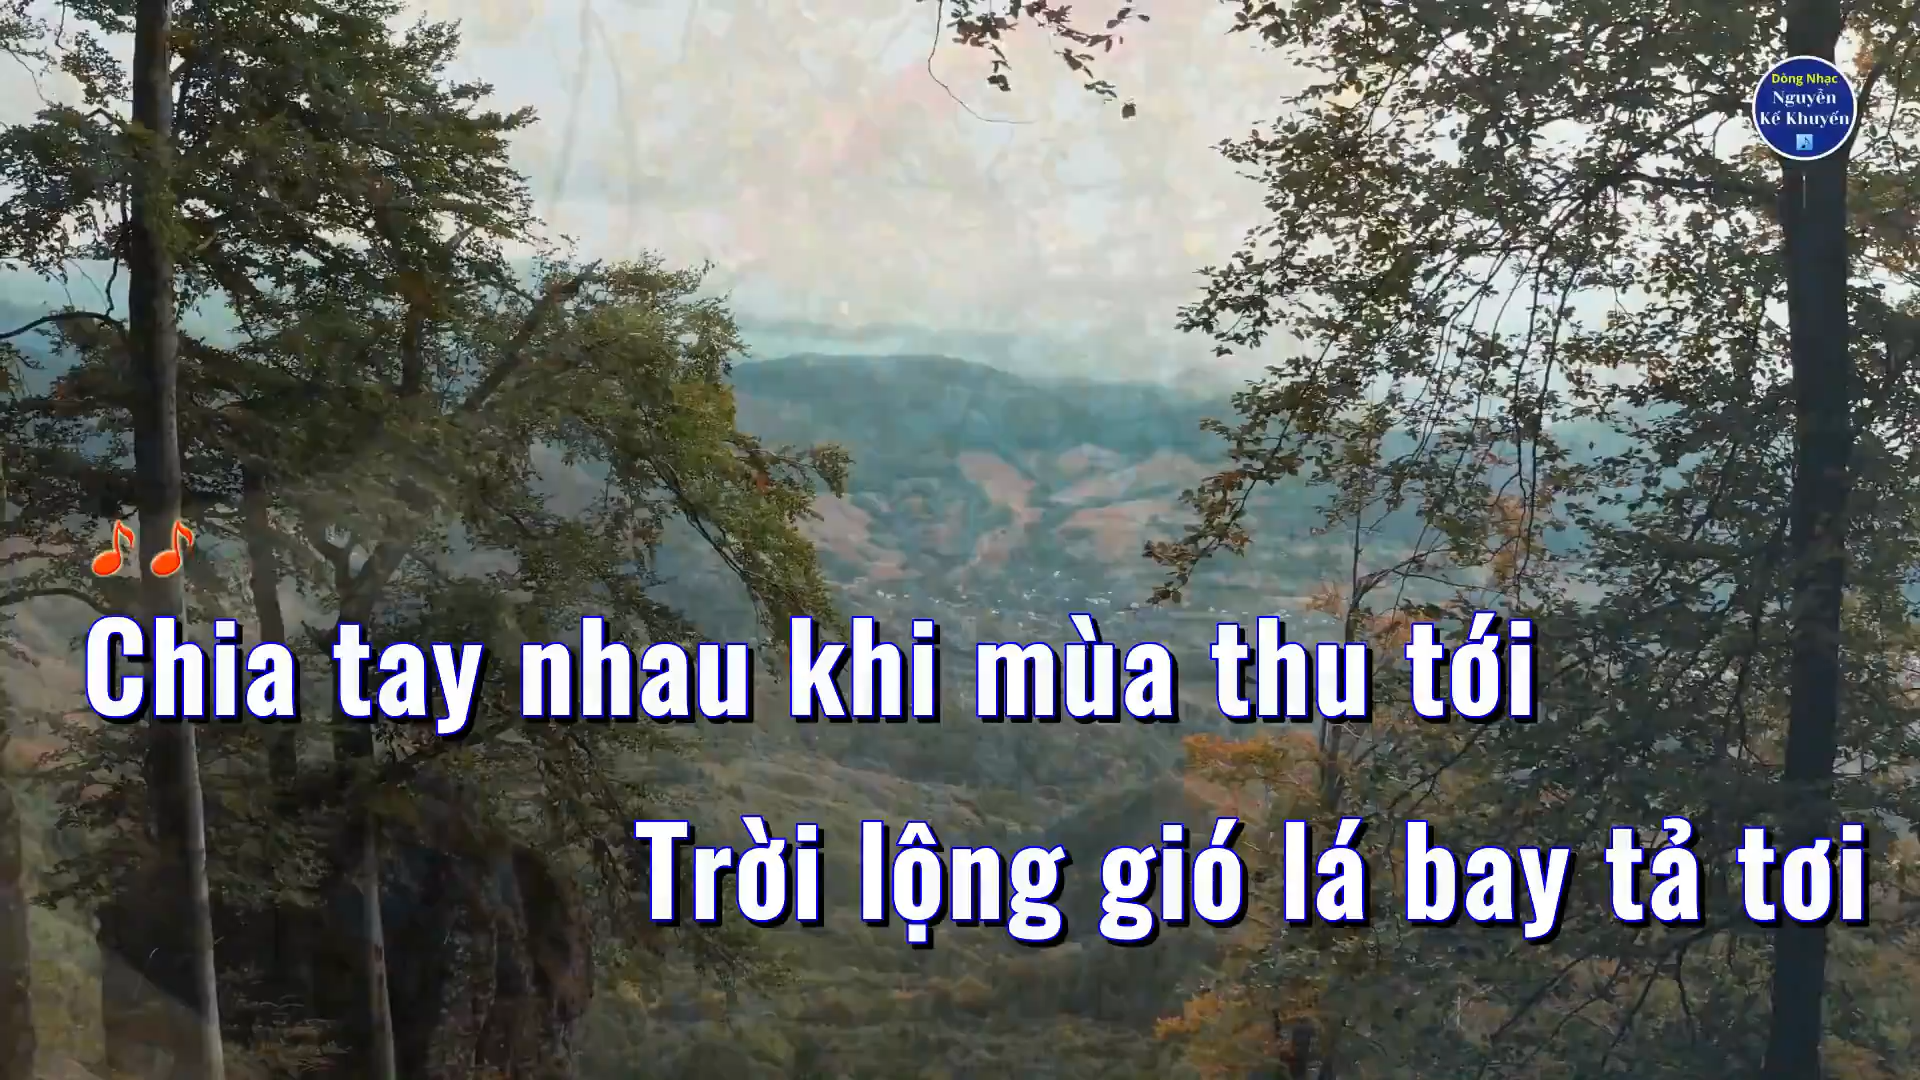 Dòng Nhạc
Nguyễn
Kế Khuyến
Chia tay nhau khi mùa thu tới
Trời lộng gió lá bay tả tơi